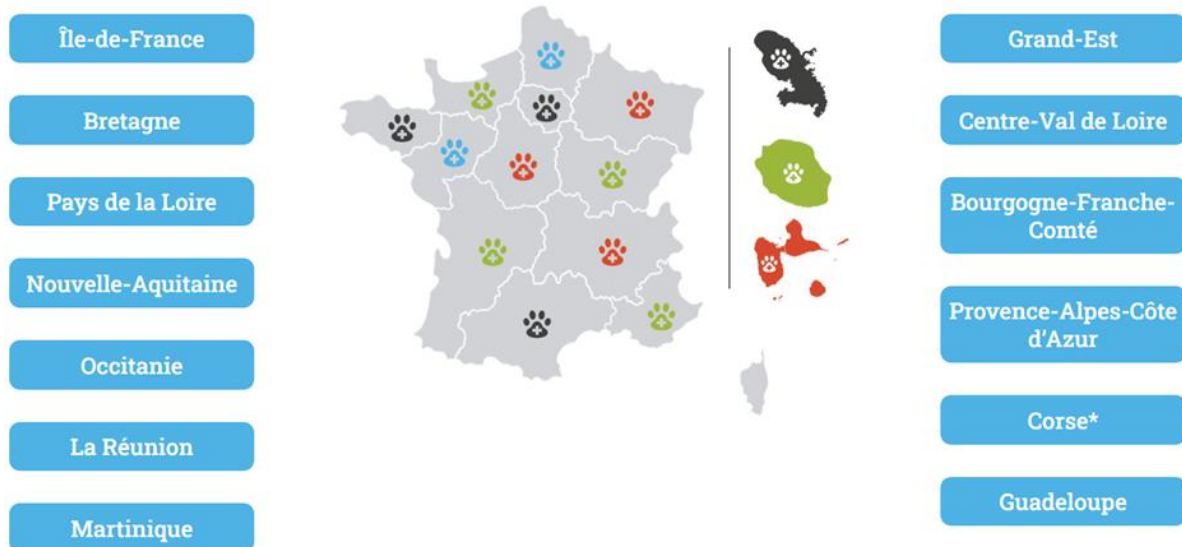 Île-de-France
Bretagne
Pays de la Loire
Nouvelle-Aquitaine
Occitanie
La Réunion
Martinique
Grand-Est
Centre-Val de Loire
Bourgogne-Franche-
Comté
Provence-Alpes-Côte
d’Azur
Corse*
Guadeloupe